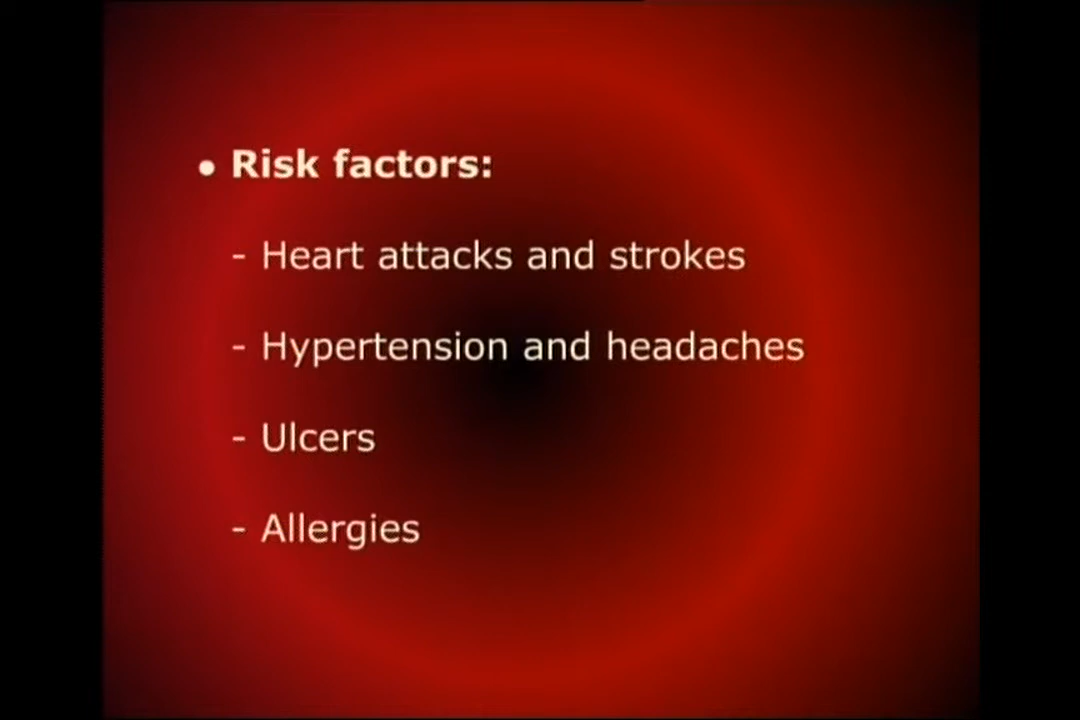 • Risk factors:
- Heart attacks and strokes
- Hypertension and headaches
- Ulcers
- Allergies